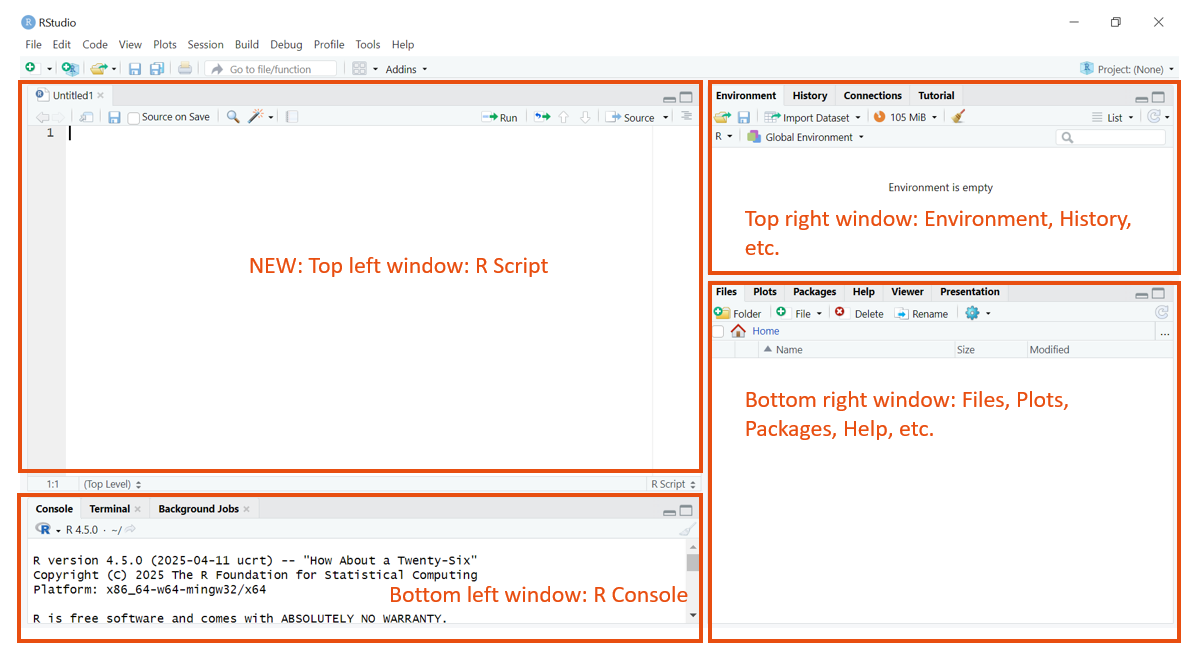 RStudio
File Edit Code View Plots Session Build Debug Profile Tools Help
Go to file/function Addins Project: (None)
Untitled1
Source on Save Run Source
1
NEW: Top left window: R Script
1:1 (Top Level) R Script
Console Terminal Background Jobs
R 4.5.0 · ~/
R version 4.5.0 (2025-04-11 ucrt) -- "How About a Twenty-Six"
Copyright (C) 2025 The R Foundation for Statistical Computing
Platform: x86_64-w64-mingw32/x64
R is free software and comes with ABSOLUTELY NO WARRANTY.
Bottom left window: R Console
Environment History Connections Tutorial
Import Dataset 105 MiB List
R Global Environment
Environment is empty
Top right window: Environment, History,
etc.
Files Plots Packages Help Viewer Presentation
Folder File Delete Rename
Home ...
Name Size Modified
Bottom right window: Files, Plots,
Packages, Help, etc.